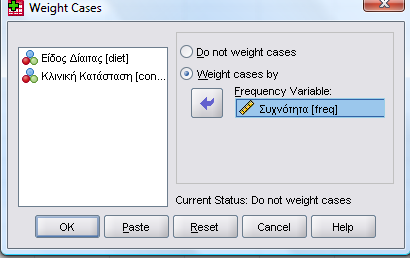 Weight Cases
Είδος Δίαιτας [diet]
Κλινική Κατάσταση [con...
Do not weight cases
Weight cases by
Frequency Variable:
Συχνότητα [freq]
Current Status: Do not weight cases
OK
Paste
Reset
Cancel
Help